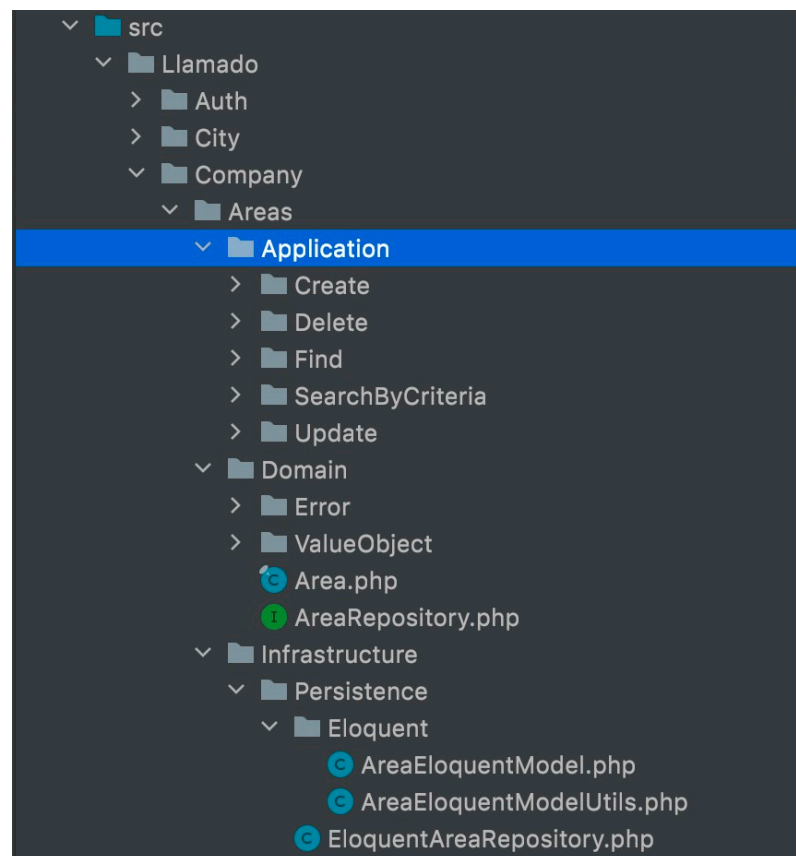 src
Llamado
Auth
City
Company
Areas
Application
Create
Delete
Find
SearchByCriteria
Update
Domain
Error
ValueObject
C Area.php
I AreaRepository.php
Infrastructure
Persistence
Eloquent
C AreaEloquentModel.php
C AreaEloquentModelUtils.php
C EloquentAreaRepository.php